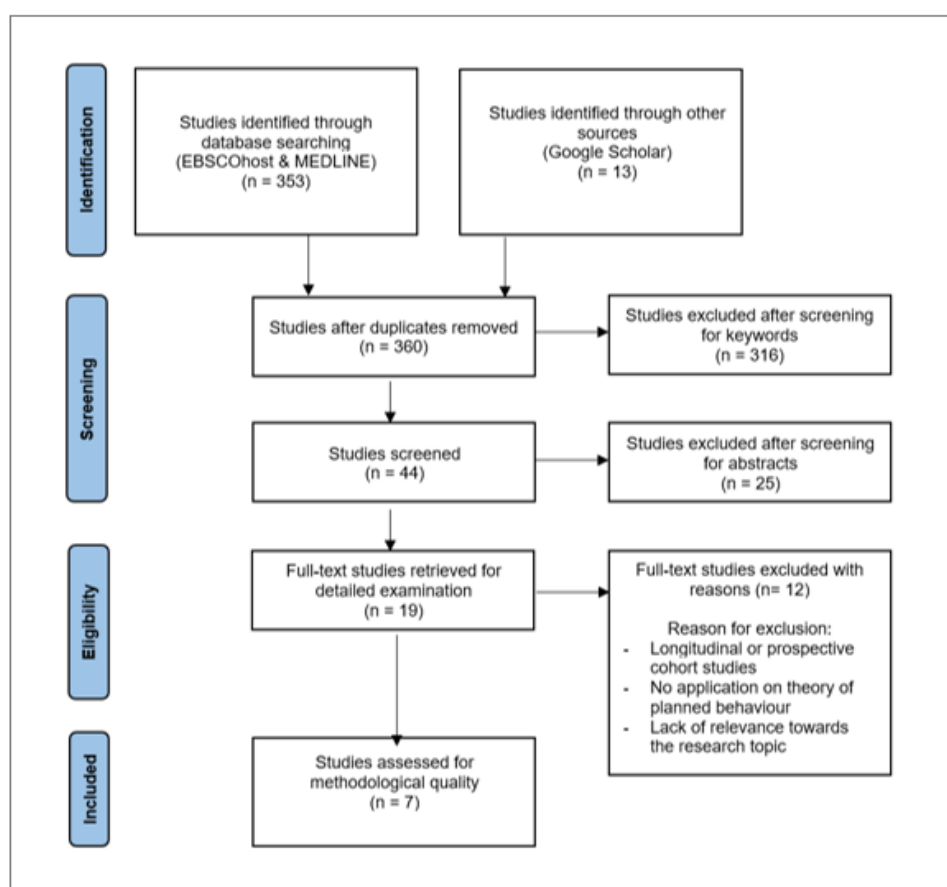 Identification
Studies identified through
database searching
(EBSCOhost & MEDLINE)
(n = 353)
Studies identified through other
sources
(Google Scholar)
(n = 13)
Screening
Studies after duplicates removed
(n = 360)
Studies excluded after screening
for keywords
(n = 316)
Studies screened
(n = 44)
Studies excluded after screening
for abstracts
(n = 25)
Eligibility
Full-text studies retrieved for
detailed examination
(n = 19)
Full-text studies excluded with
reasons (n= 12)
Reason for exclusion:
- Longitudinal or prospective
cohort studies
- No application on theory of
planned behaviour
- Lack of relevance towards
the research topic
Included
Studies assessed for
methodological quality
(n = 7)